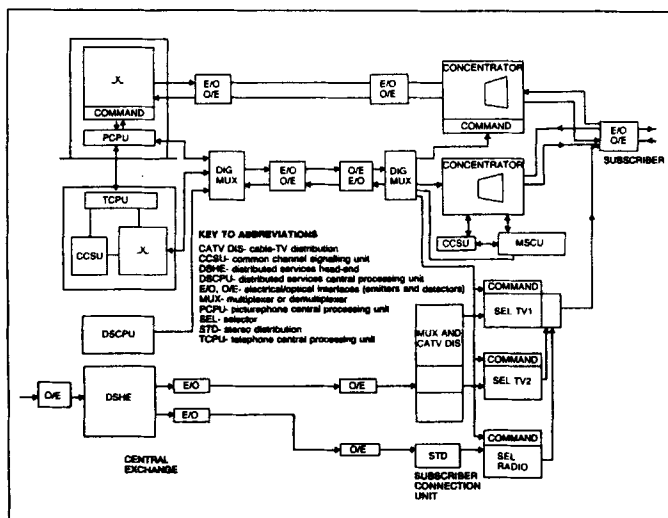 X
COMMAND
PCPU
E/O
O/E
E/O
O/E
CONCENTRATOR
COMMAND
E/O
O/E
SUBSCRIBER
DIG
MUX
E/O
O/E
O/E
E/O
DIG
MUX
CONCENTRATOR
TCPU
CCSU
X
CCSU
MSCU
KEY TO ABBREVIATIONS
CATV DIS- cable-TV distribution
CCSU- common channel signalling unit
DSHE- distributed services head-end
DSCPU- distributed services central processing unit
E/O, O/E- electrical/optical interfaces (emitters and detectors)
MUX- multiplexer or demultiplexer
PCPU- picturephone central processing unit
SEL- selector
STD- stereo distribution
TCPU- telephone central processing unit
DSCPU
MUX AND
CATV DIS
COMMAND
SEL TV1
COMMAND
SEL TV2
O/E
DSHE
E/O
O/E
E/O
O/E
STD
COMMAND
SEL
RADIO
CENTRAL
EXCHANGE
SUBSCRIBER
CONNECTION
UNIT